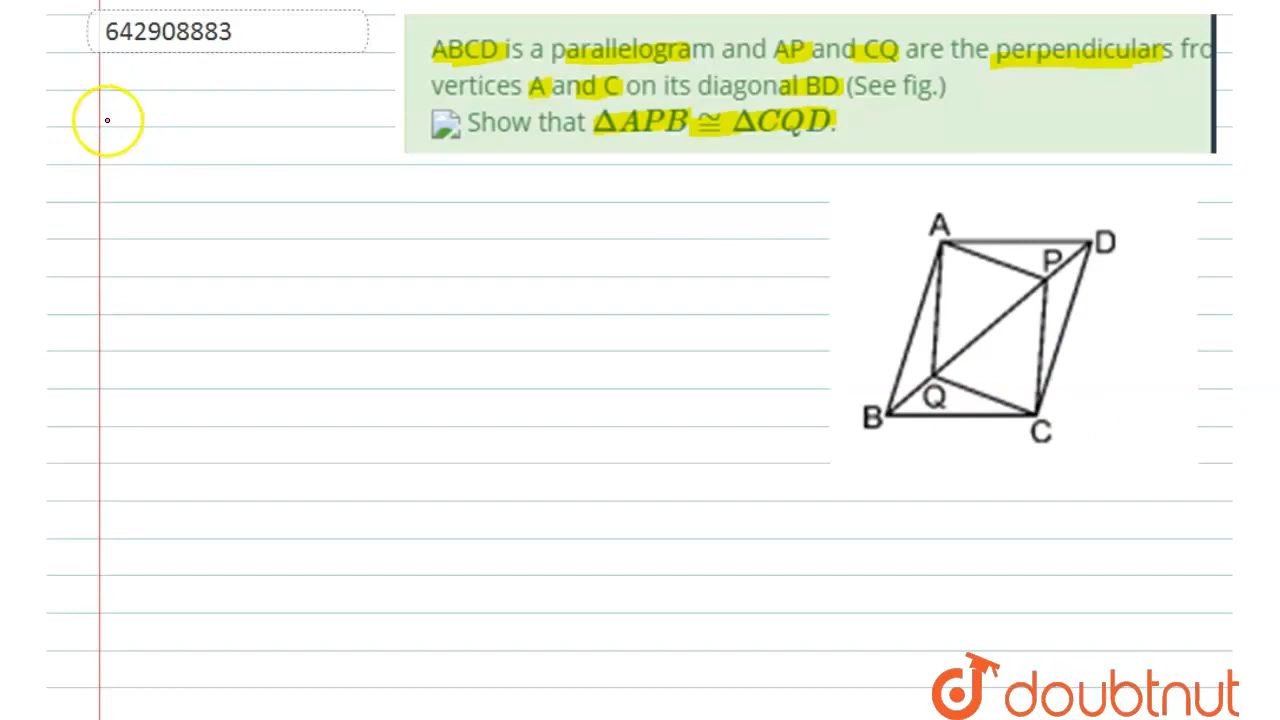 642908883
ABCD is a parallelogram and AP and CQ are the perpendiculars fro
vertices A and C on its diagonal BD (See fig.)
Show that ΔAPB ≅ ΔCQD.
A
D
P
Q
B
C
doubtnut